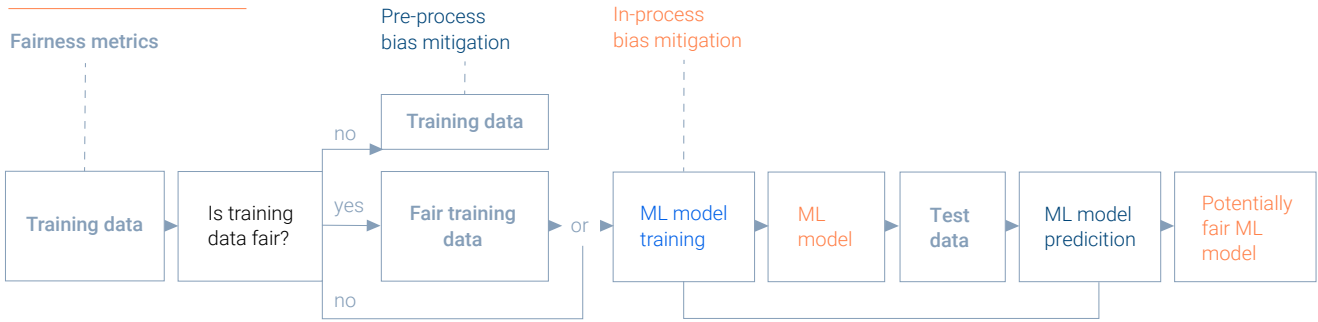 Fairness metrics
Pre-process
bias mitigation
In-process
bias mitigation
no
Training data
Training data
Is training
data fair?
yes
Fair training
data
or
ML model
training
ML
model
Test
data
ML model
predicition
Potentially
fair ML
model
no